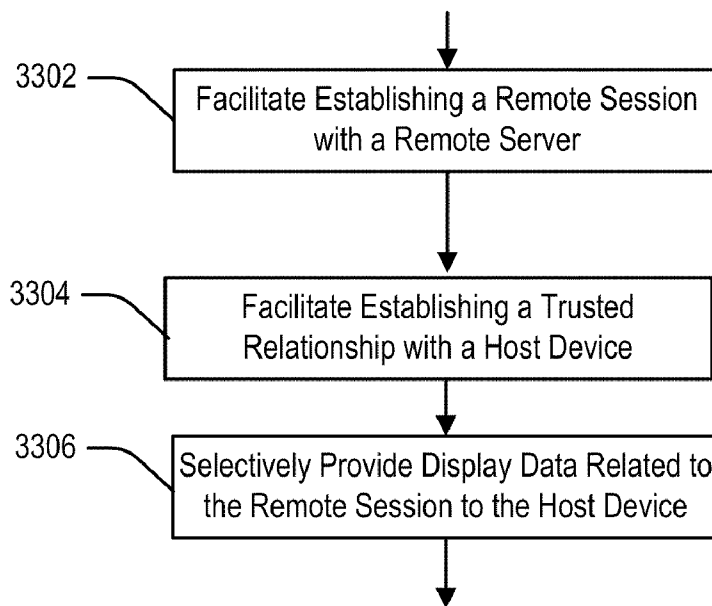 3302
Facilitate Establishing a Remote Session
with a Remote Server
3304
Facilitate Establishing a Trusted
Relationship with a Host Device
3306
Selectively Provide Display Data Related to
the Remote Session to the Host Device